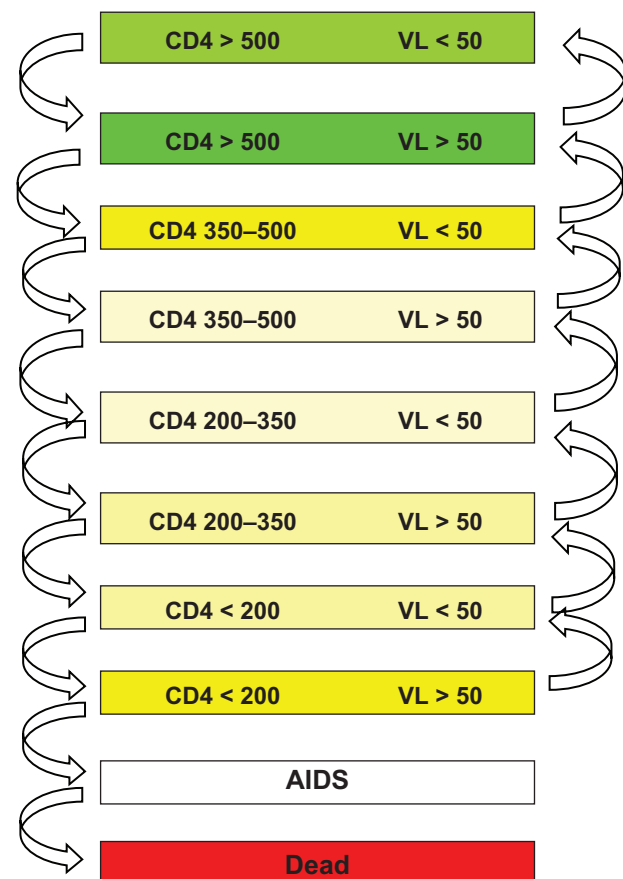 CD4 > 500 VL < 50
CD4 > 500 VL > 50
CD4 350–500 VL < 50
CD4 350–500 VL > 50
CD4 200–350 VL < 50
CD4 200–350 VL > 50
CD4 < 200 VL < 50
CD4 < 200 VL > 50
AIDS
Dead